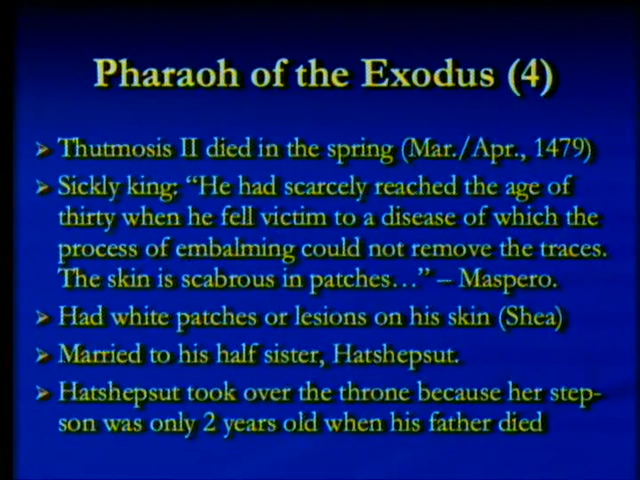 Pharaoh of the Exodus (4)
➢ Thutmosis II died in the spring (Mar./Apr., 1479)
➢ Sickly king: “He had scarcely reached the age of
thirty when he fell victim to a disease of which the
process of embalming could not remove the traces.
The skin is scabrous in patches…” – Maspero.
➢ Had white patches or lesions on his skin (Shea)
➢ Married to his half sister, Hatshepsut.
➢ Hatshepsut took over the throne because her step-
son was only 2 years old when his father died